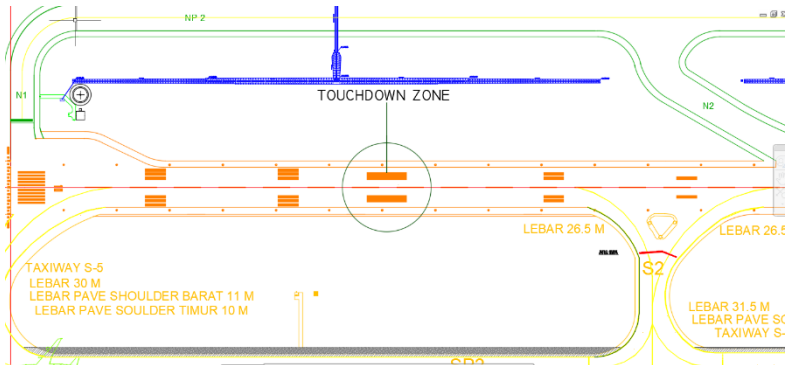 NP 2
N1
TOUCHDOWN ZONE
N2
LEBAR 26.5 M
LEBAR 26.5
TAXIWAY S-5
LEBAR 30 M
LEBAR PAVE SHOULDER BARAT 11 M
LEBAR PAVE SOULDER TIMUR 10 M
S2
LEBAR 31.5 M
LEBAR PAVE SO
TAXIWAY S-
SP2